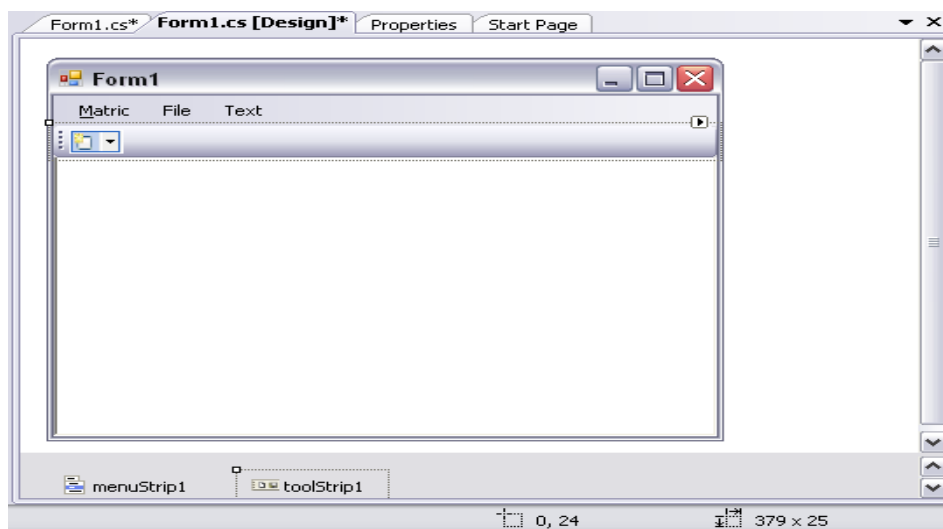 Form1.cs* Form1.cs [Design]* Properties Start Page
Form1
Matric File Text
menuStrip1 toolStrip1
0, 24 379 x 25